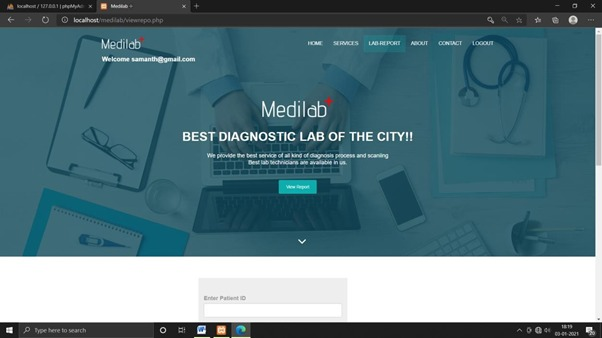 localhost / 127.0.0.1 | phpMyAd
Medilab
localhost/medilab/viewrepo.php
Medilab
HOME SERVICES LAB-REPORT ABOUT CONTACT LOGOUT
Welcome samanth@gmail.com
Medilab
BEST DIAGNOSTIC LAB OF THE CITY!!
We provide the best service of all kind of diagnosis process and scanling
Best lab technicians are available in us.
View Report
Enter Patient ID
Type here to search
18:19
03-01-2021